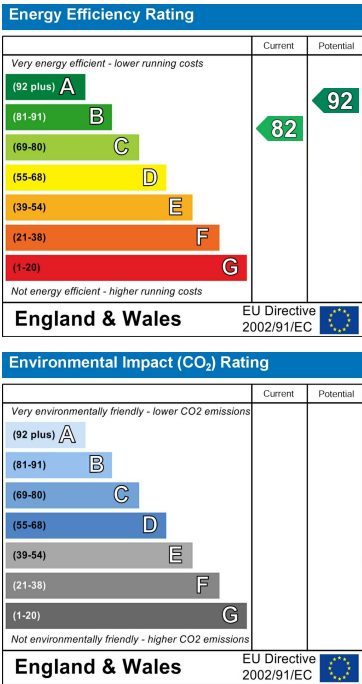 Energy Efficiency Rating
Current Potential
Very energy efficient - lower running costs
(92 plus) A
(81-91) B
(69-80) C
(55-68) D
(39-54) E
(21-38) F
(1-20) G
82
92
Not energy efficient - higher running costs
England & Wales
EU Directive
2002/91/EC
Environmental Impact (CO₂) Rating
Current Potential
Very environmentally friendly - lower CO2 emissions
(92 plus) A
(81-91) B
(69-80) C
(55-68) D
(39-54) E
(21-38) F
(1-20) G
Not environmentally friendly - higher CO2 emissions
England & Wales
EU Directive
2002/91/EC